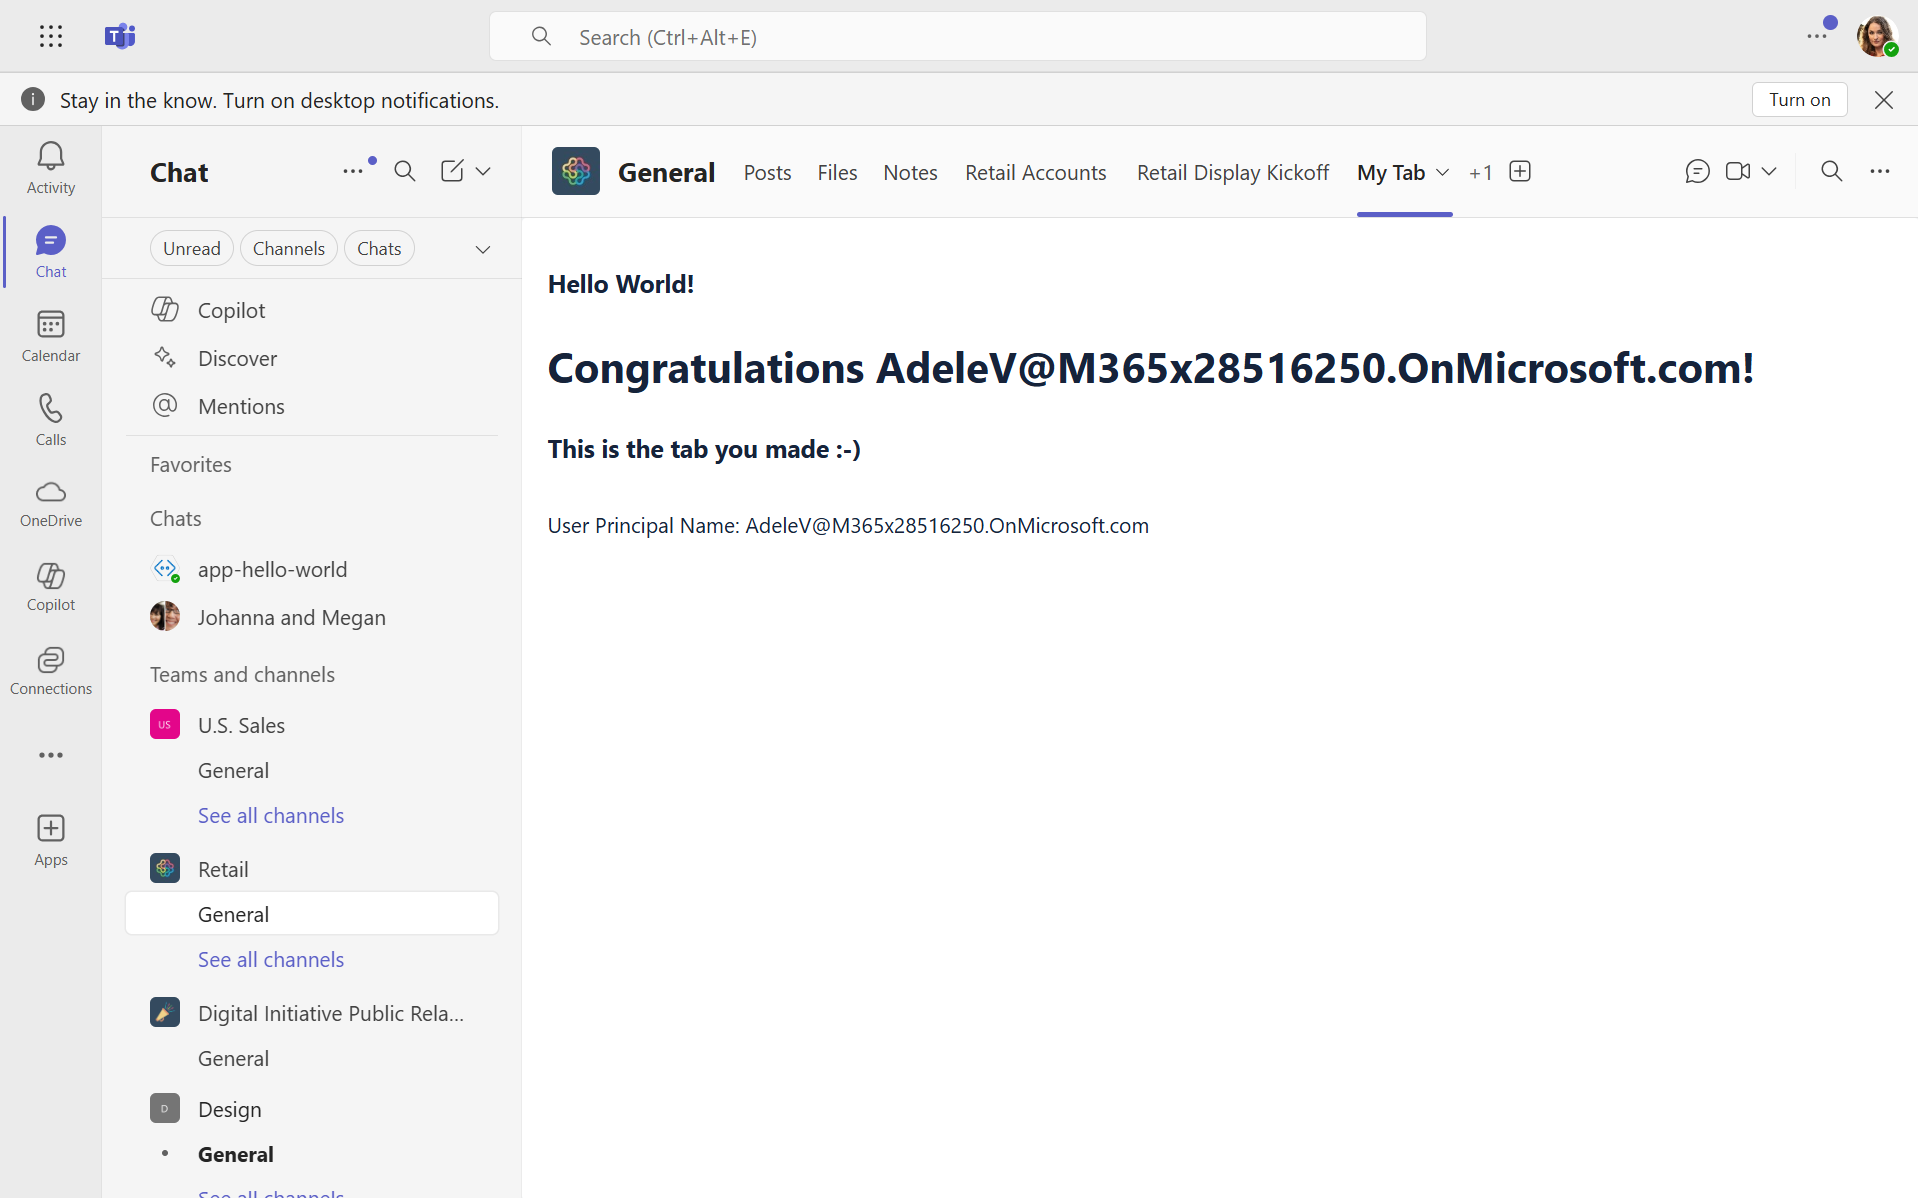 Search (Ctrl+Alt+E)
Stay in the know. Turn on desktop notifications.
Turn on
Activity
Chat
Calendar
Calls
OneDrive
Copilot
Connections
Apps
Chat
Unread
Channels
Chats
Copilot
Discover
Mentions
Favorites
Chats
app-hello-world
Johanna and Megan
Teams and channels
US
U.S. Sales
General
See all channels
Retail
General
See all channels
Digital Initiative Public Rela...
General
D
Design
General
See all channels
General
Posts
Files
Notes
Retail Accounts
Retail Display Kickoff
My Tab
+1
Hello World!
Congratulations AdeleV@M365x28516250.OnMicrosoft.com!
This is the tab you made :-)
User Principal Name: AdeleV@M365x28516250.OnMicrosoft.com